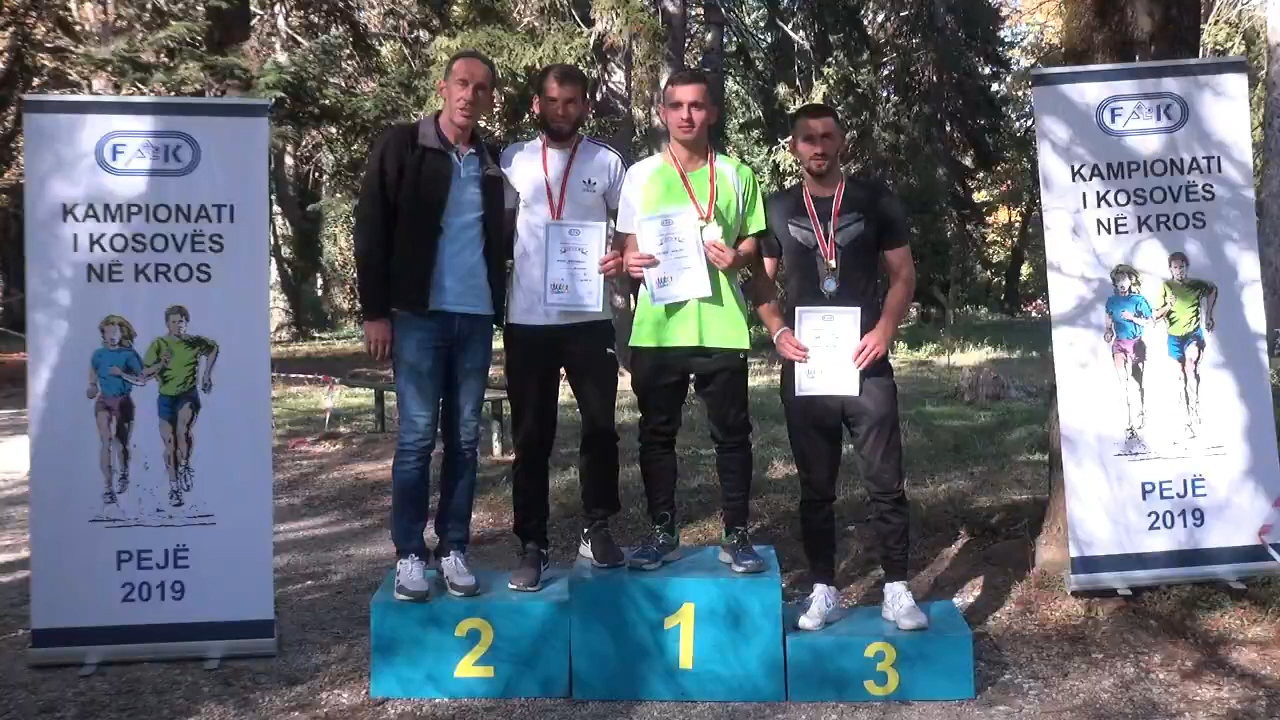 FAK
KAMPIONATI
I KOSOVËS
NË KROS
PEJË
2019
2
1
3
FAK
KAMPIONATI
I KOSOVËS
NË KROS
PEJË
2019